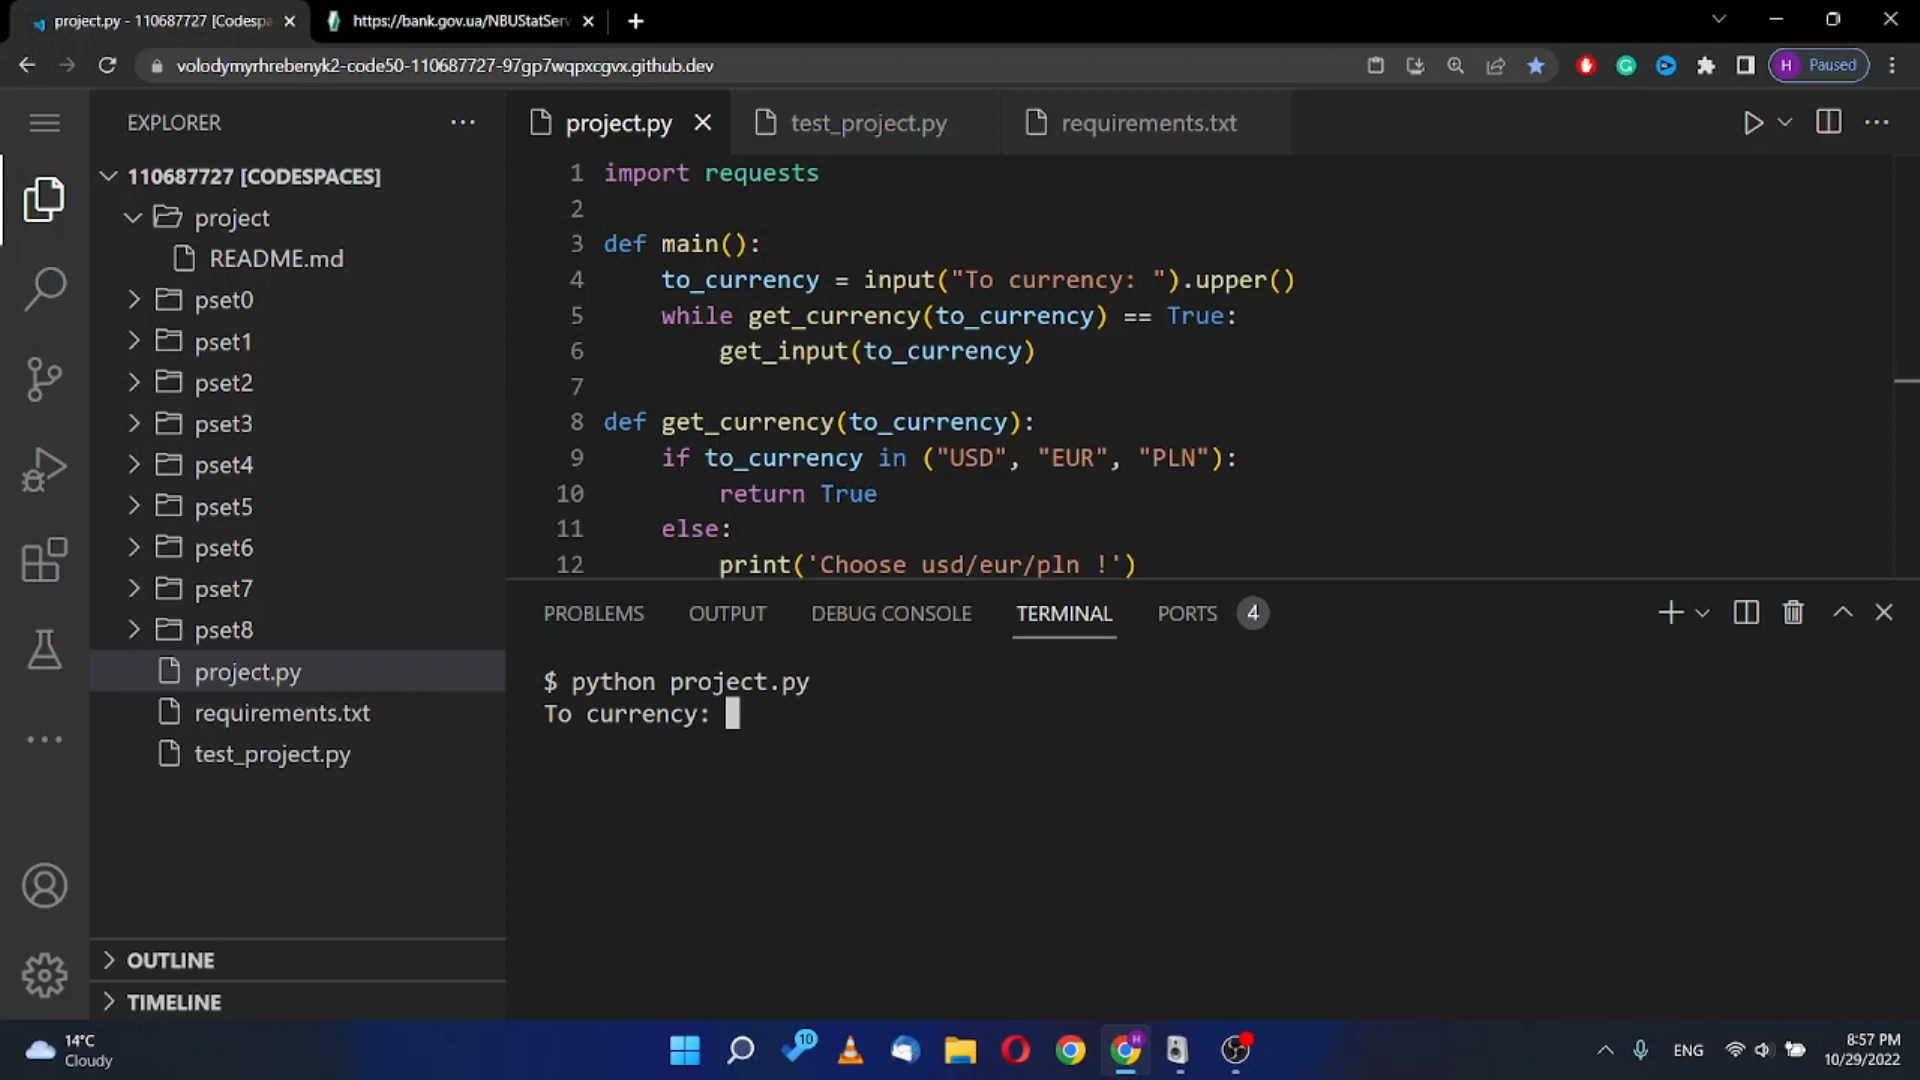 project.py - 110687727 [Codespa
https://bank.gov.ua/NBUStatServ
volodymyrhrebenyk2-code50-110687727-97gp7wqpxcgvx.github.dev
H Paused
EXPLORER
project.py
test_project.py
requirements.txt
110687727 [CODESPACES]
project
README.md
pset0
pset1
pset2
pset3
pset4
pset5
pset6
pset7
pset8
project.py
requirements.txt
test_project.py
OUTLINE
TIMELINE
1 import requests
2
3 def main():
4 to_currency = input("To currency: ").upper()
5 while get_currency(to_currency) == True:
6 get_input(to_currency)
7
8 def get_currency(to_currency):
9 if to_currency in ("USD", "EUR", "PLN"):
10 return True
11 else:
12 print('Choose usd/eur/pln !')
PROBLEMS OUTPUT DEBUG CONSOLE TERMINAL PORTS 4
$ python project.py
To currency:
14°C
Cloudy
10
H
ENG
8:57 PM
10/29/2022